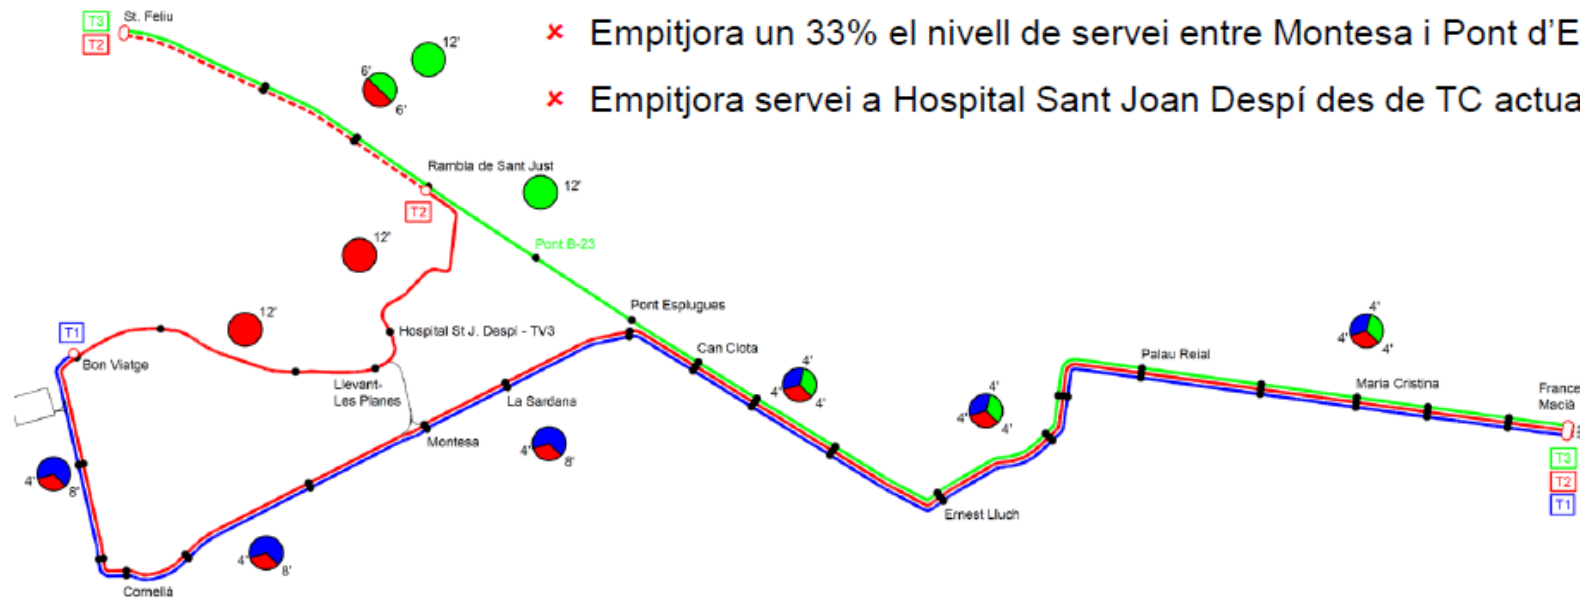 T3
St. Feliu
T2
12'
6'
6'
✗ Empitjora un 33% el nivell de servei entre Montesa i Pont d'E
✗ Empitjora servei a Hospital Sant Joan Despí des de TC actua
Rambla de Sant Just
T2
12'
12'
Pont B-23
12'
T1
Bon Viatge
Hospital St J. Despí - TV3
Llevant-
Les Planes
Pont Esplugues
Can Clota
La Sardana
Montesa
4'
8'
4'
8'
4'
8'
Cornellá
4'
4'
4'
4'
4'
4'
Ernest Lluch
4'
4'
4'
Palau Reial
Maria Cristina
France
Macià
T3
T2
T1